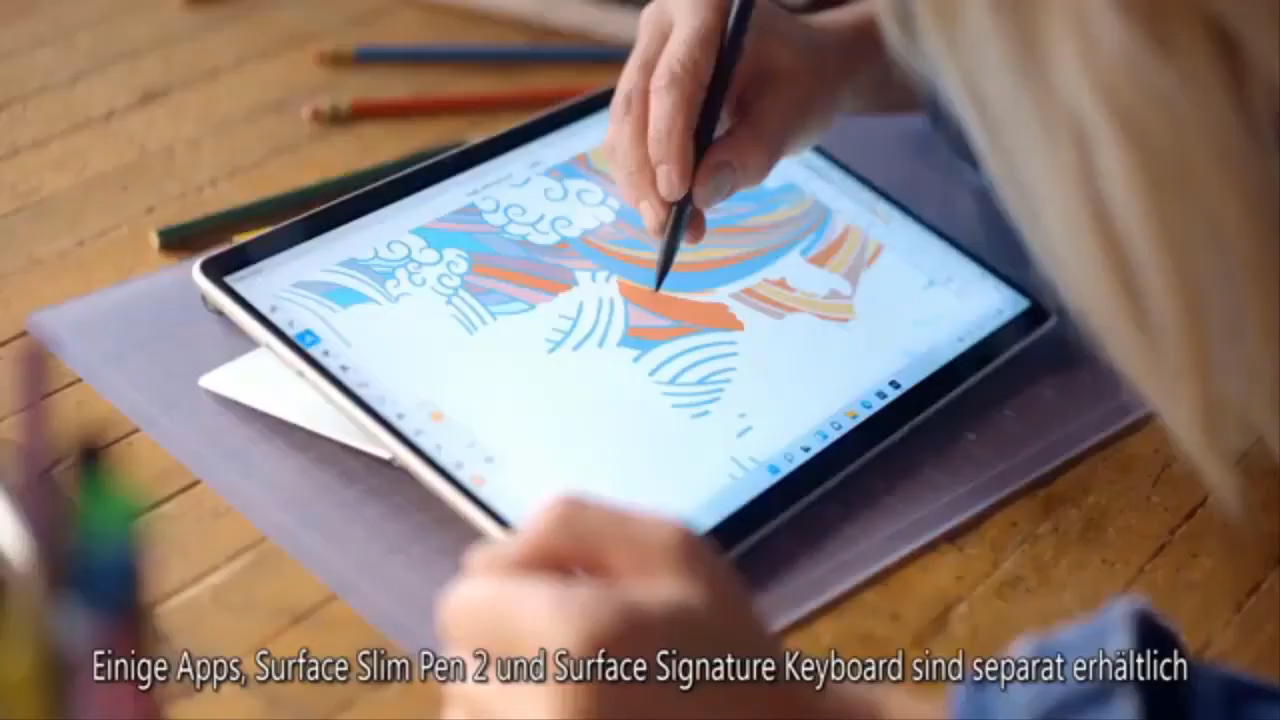 Einige Apps, Surface Slim Pen 2 und Surface Signature Keyboard sind separat erhältlich